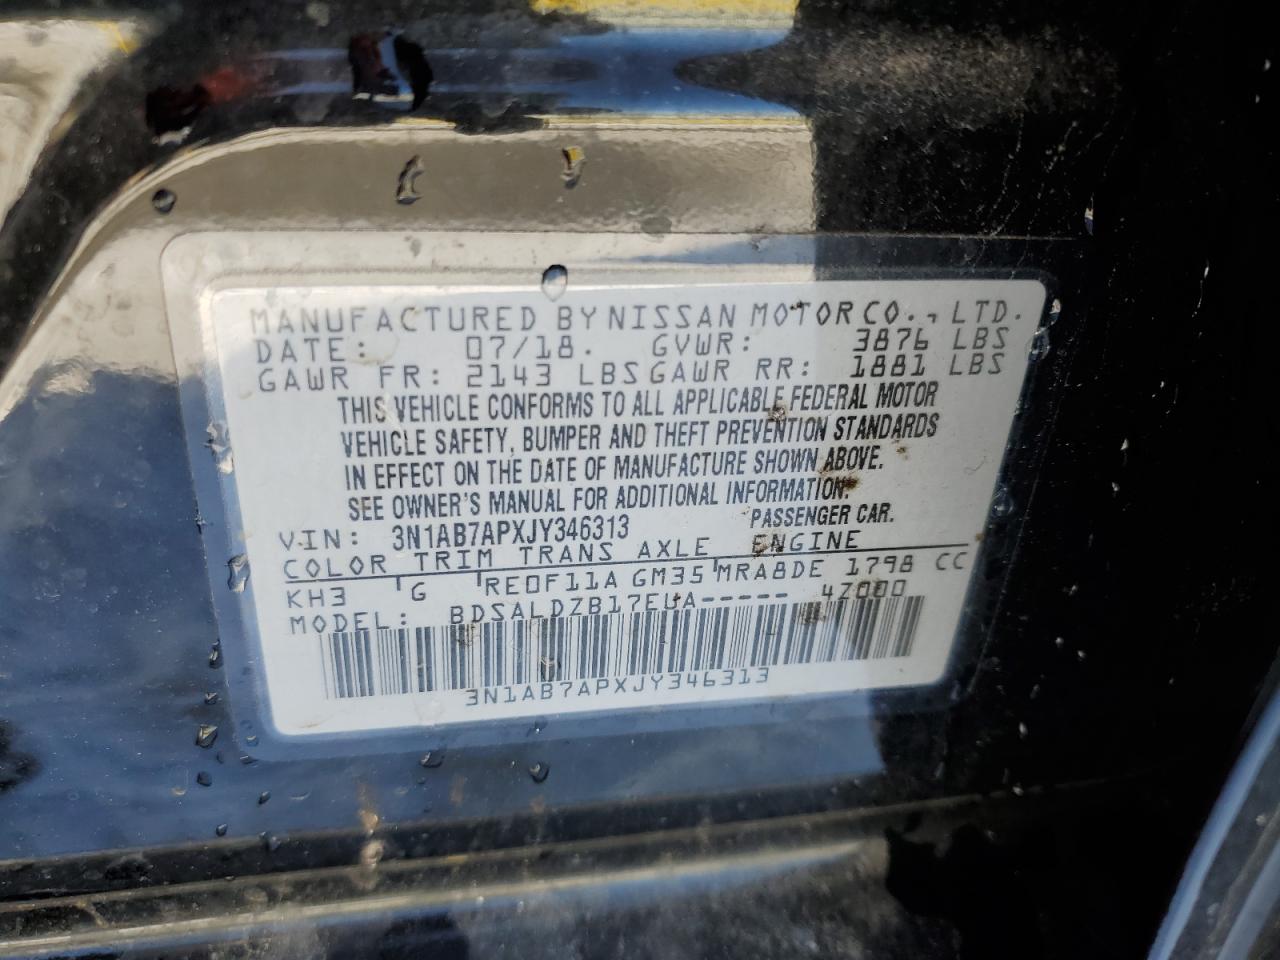 MANUFACTURED BY NISSAN MOTOR CO., LTD.
DATE: 07/18. GVWR: 3876 LBS
GAWR FR: 2143 LBS GAWR RR: 1881 LBS
THIS VEHICLE CONFORMS TO ALL APPLICABLE FEDERAL MOTOR
VEHICLE SAFETY, BUMPER AND THEFT PREVENTION STANDARDS
IN EFFECT ON THE DATE OF MANUFACTURE SHOWN ABOVE.
SEE OWNER'S MANUAL FOR ADDITIONAL INFORMATION.
VIN: 3N1AB7APXJY346313 PASSENGER CAR.
COLOR TRIM TRANS AXLE ENGINE
KH3 G RE0F11A GM35 MRA8DE 1798 CC
MODEL: BDSALDZB17EUA----- 4Z000
3N1AB7APXJY346313